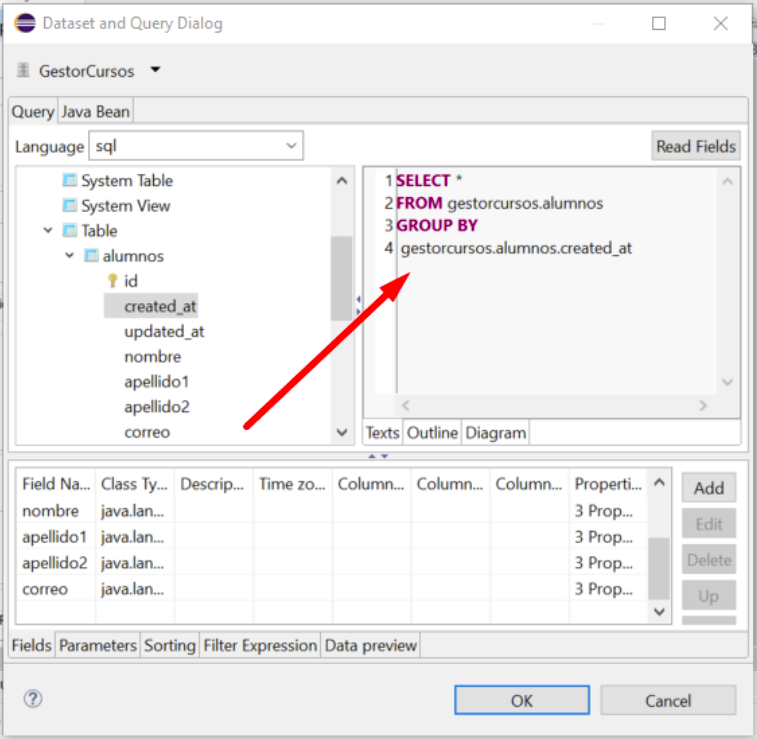 Dataset and Query Dialog
GestorCursos
Query Java Bean
Language sql Read Fields
System Table
System View
Table
alumnos
id
created_at
updated_at
nombre
apellido1
apellido2
correo
1 SELECT *
2 FROM gestorcursos.alumnos
3 GROUP BY
4 gestorcursos.alumnos.created_at
Texts Outline Diagram
Field Na... Class Ty... Descrip... Time zo... Column... Column... Column... Properti...
nombre java.lan... 3 Prop...
apellido1 java.lan... 3 Prop...
apellido2 java.lan... 3 Prop...
correo java.lan... 3 Prop...
Add
Edit
Delete
Up
Fields Parameters Sorting Filter Expression Data preview
OK Cancel